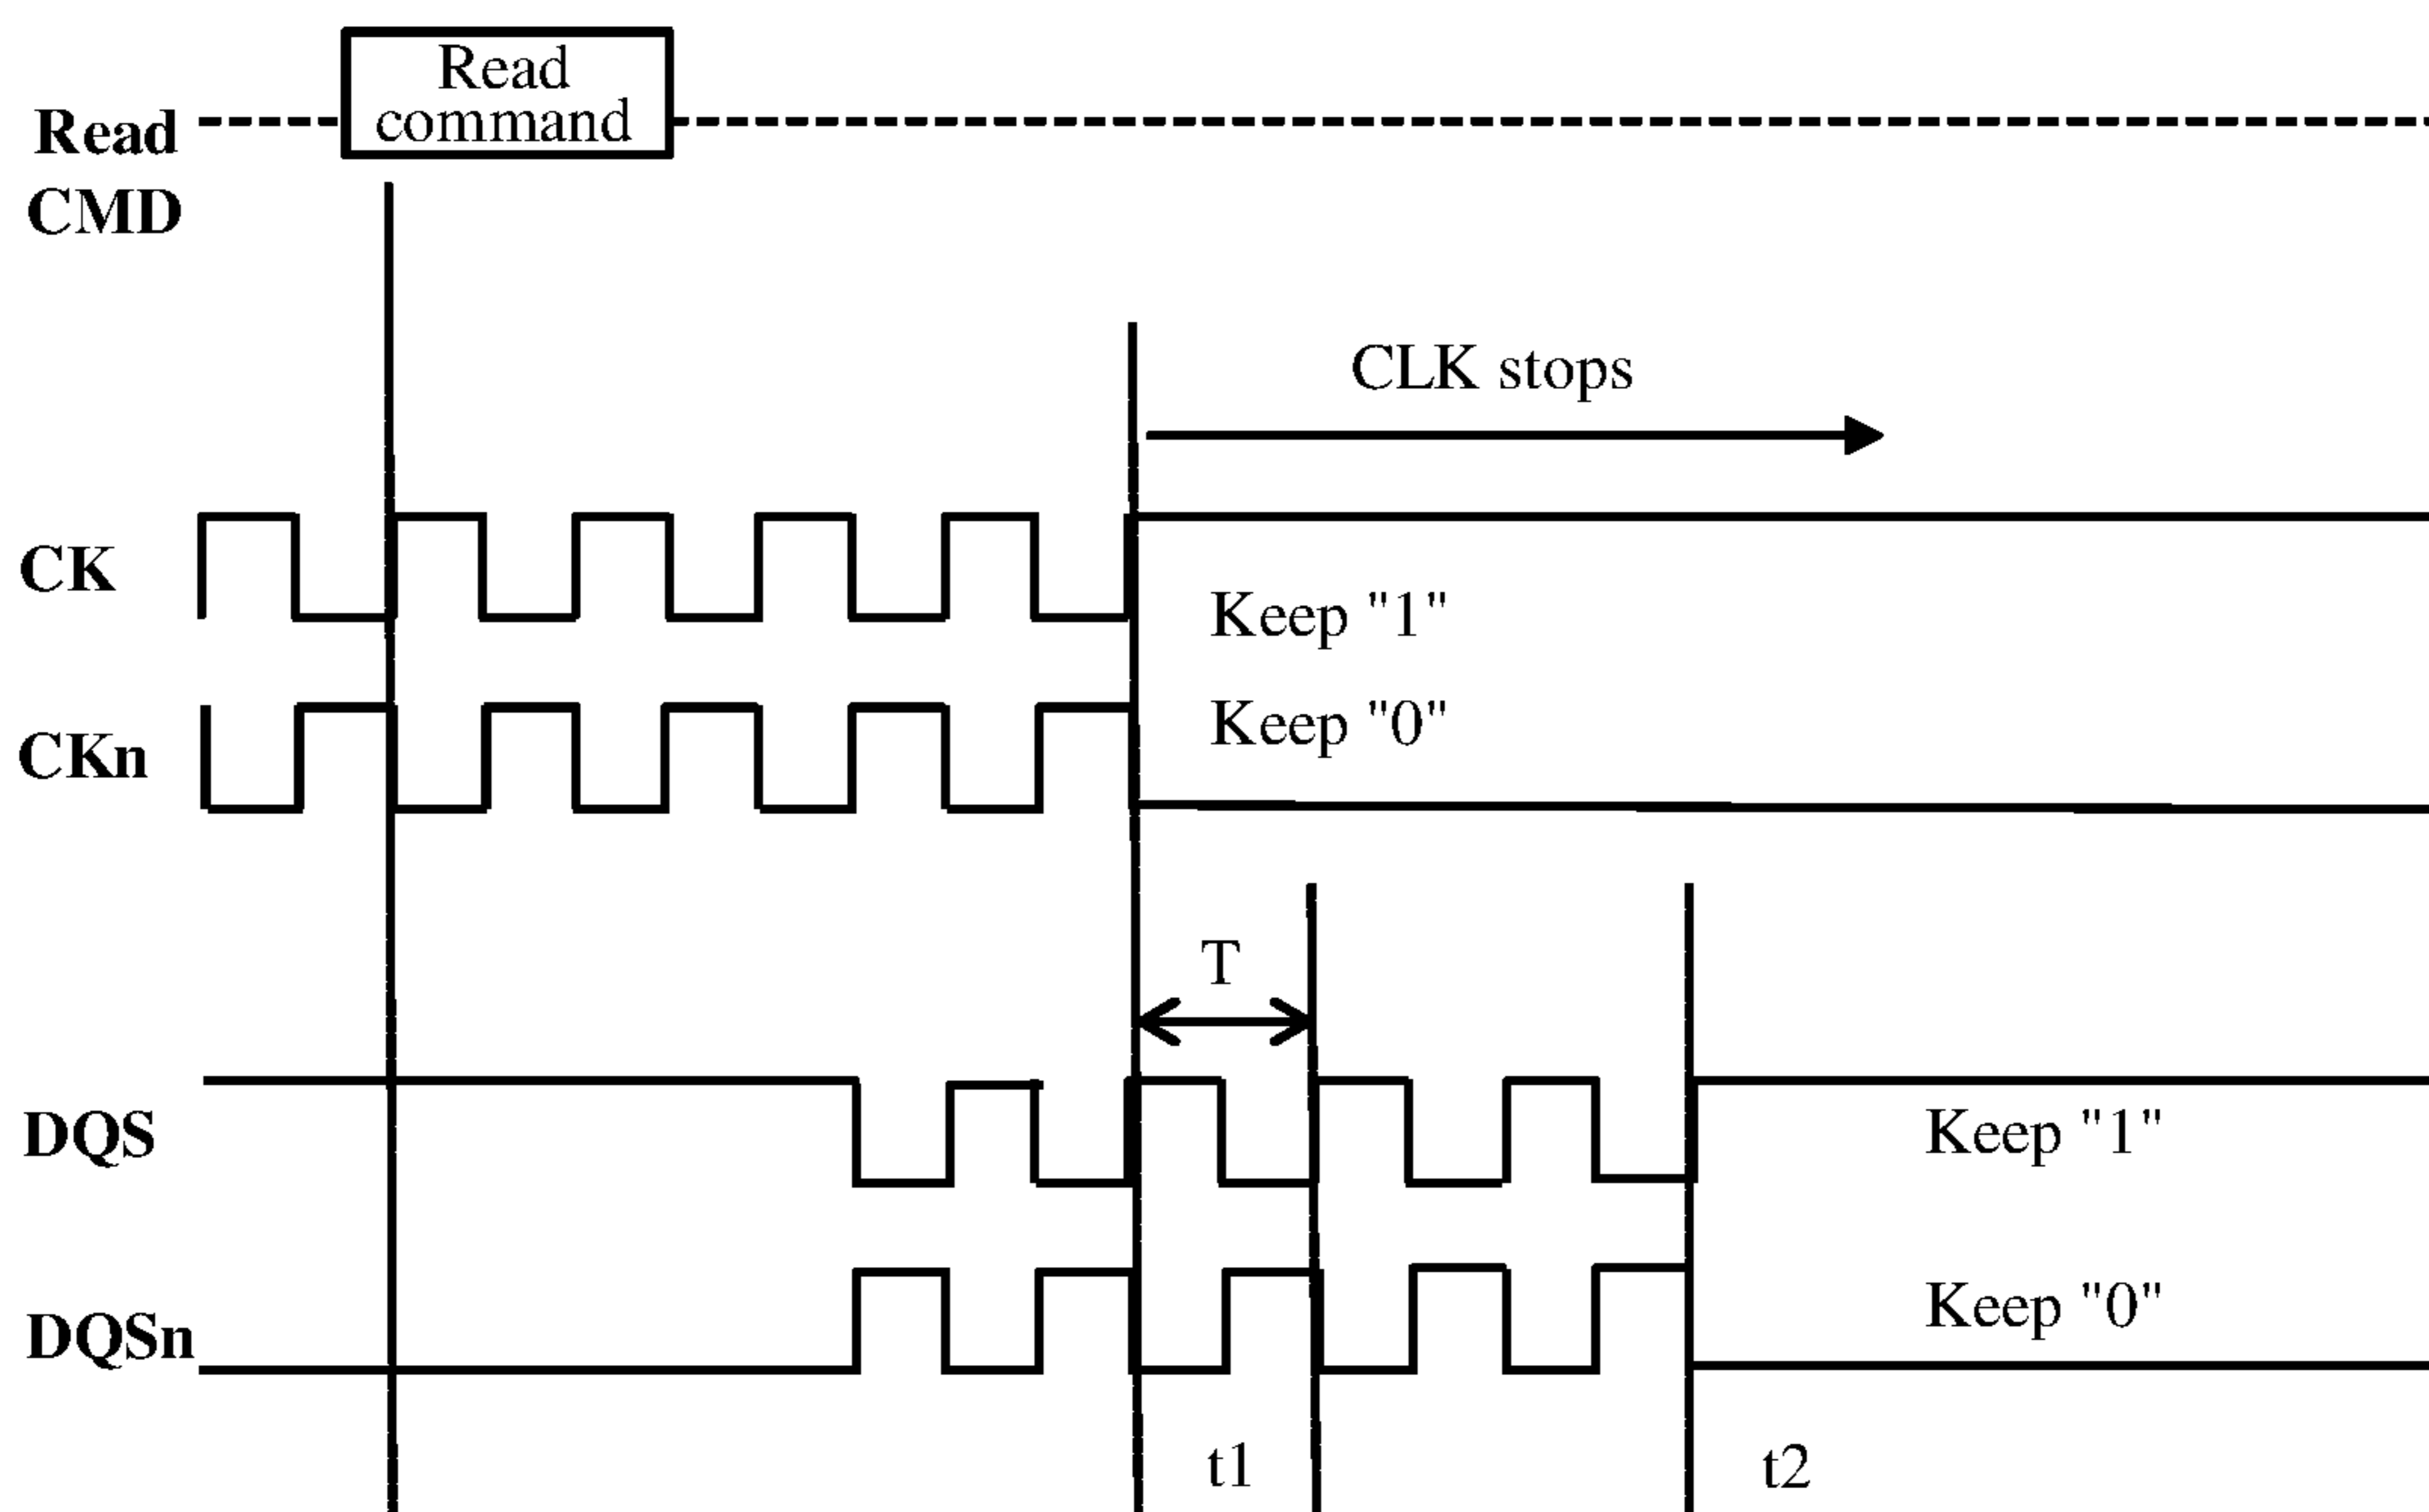 Read
command
Read
CMD
CLK stops
CK
Keep "1"
Keep "0"
CKn
T
DQS
Keep "1"
DQSn
Keep "0"
t1
t2